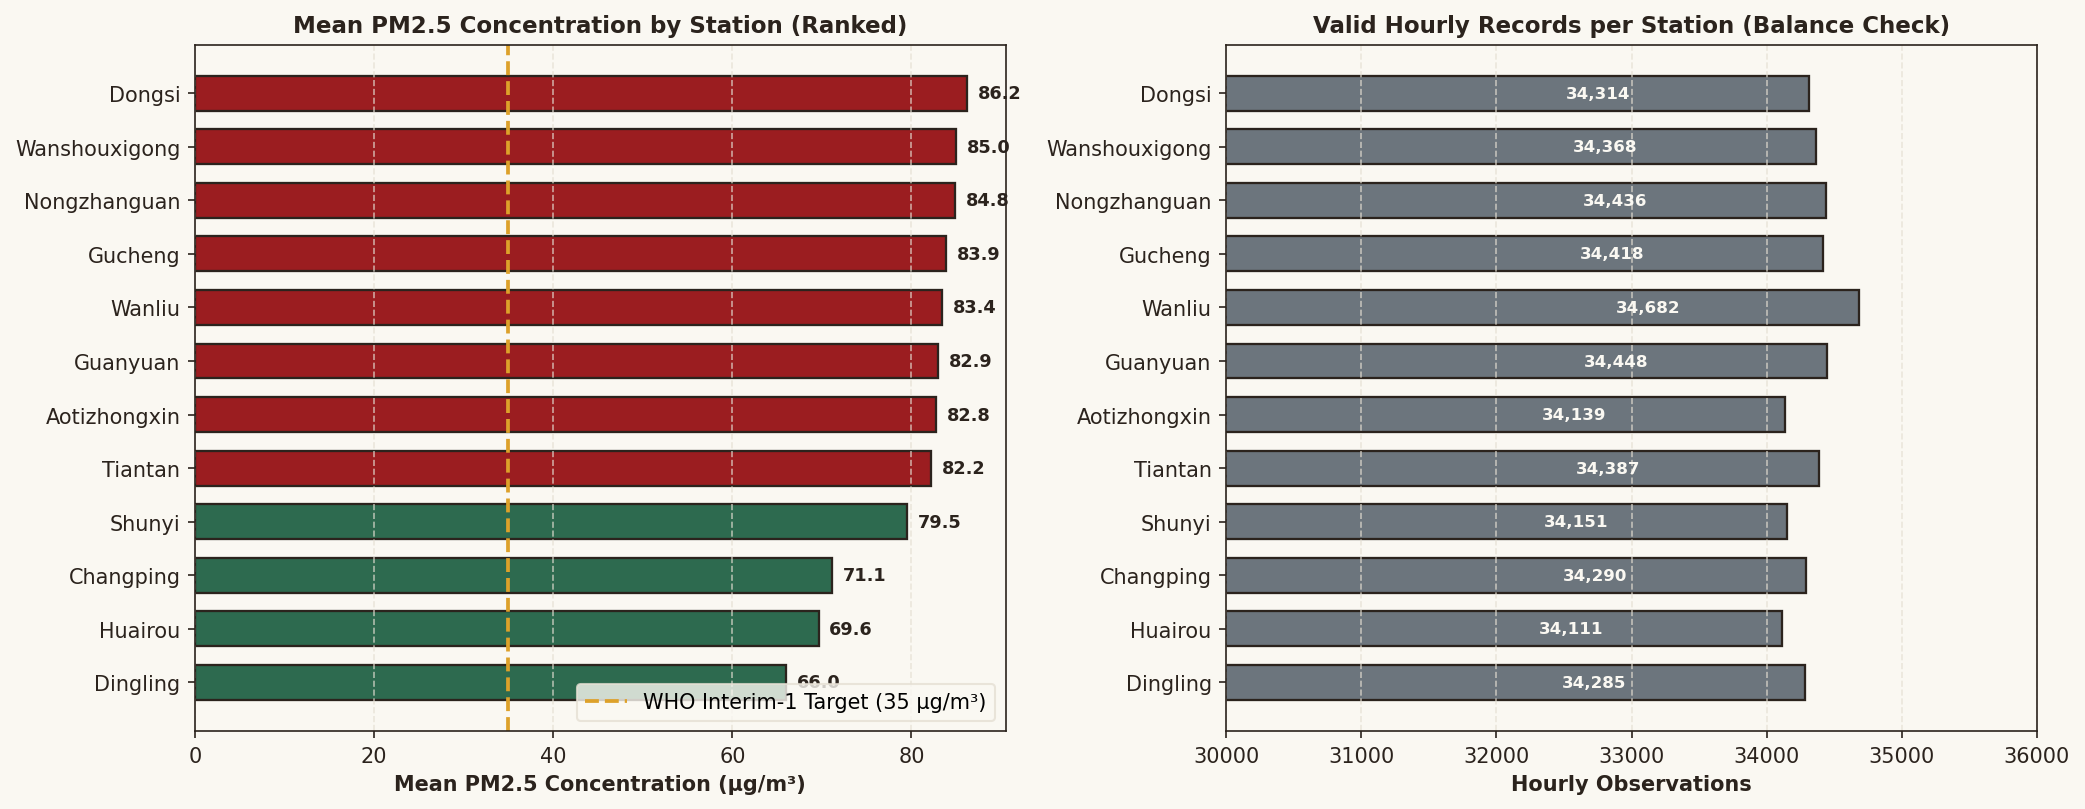 Mean PM2.5 Concentration by Station (Ranked)
Dongsi 86.2
Wanshouxigong 85.0
Nongzhanguan 84.8
Gucheng 83.9
Wanliu 83.4
Guanyuan 82.9
Aotizhongxin 82.8
Tiantan 82.2
Shunyi 79.5
Changping 71.1
Huairou 69.6
Dingling 66.0
WHO Interim-1 Target (35 µg/m³)
0 20 40 60 80
Mean PM2.5 Concentration (µg/m³)
Valid Hourly Records per Station (Balance Check)
Dongsi 34,314
Wanshouxigong 34,368
Nongzhanguan 34,436
Gucheng 34,418
Wanliu 34,682
Guanyuan 34,448
Aotizhongxin 34,139
Tiantan 34,387
Shunyi 34,151
Changping 34,290
Huairou 34,111
Dingling 34,285
30000 31000 32000 33000 34000 35000 36000
Hourly Observations